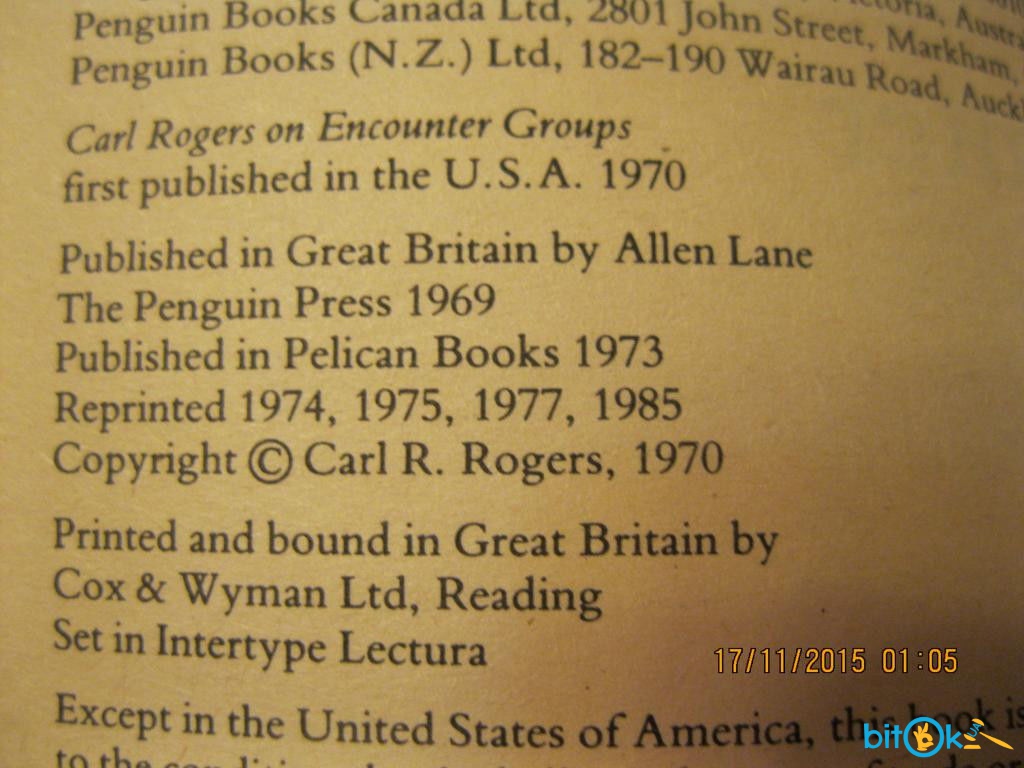 Penguin Books Canada Ltd, 2801 John Street, Markham,
Penguin Books (N.Z.) Ltd, 182–190 Wairau Road, Auckl
Carl Rogers on Encounter Groups
first published in the U.S.A. 1970
Published in Great Britain by Allen Lane
The Penguin Press 1969
Published in Pelican Books 1973
Reprinted 1974, 1975, 1977, 1985
Copyright © Carl R. Rogers, 1970
Printed and bound in Great Britain by
Cox & Wyman Ltd, Reading
Set in Intertype Lectura
17/11/2015 01:05
Except in the United States of America, this book is
bitOk